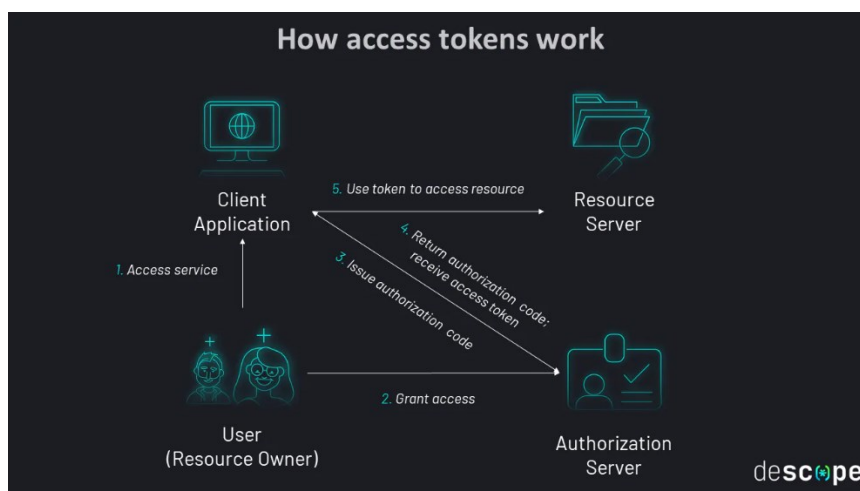 How access tokens work
Client
Application
5. Use token to access resource
Resource
Server
4. Return authorization code;
receive access token
3. Issue authorization code
1. Access service
2. Grant access
User
(Resource Owner)
Authorization
Server
descope